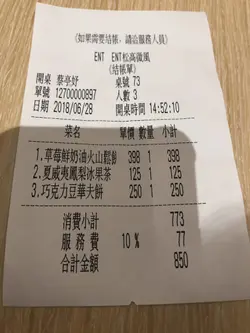 (如果需要結帳，請洽服務人員)
ENT ENT松高微風
(結帳單)
開桌 蔡亭妤 桌號 73
單號 12700000897 人數 3
日期 2018/06/28 開桌時間 14:52:10
菜名 單價 數量 小計
1.草莓鮮奶油火山鬆餅 398 1 398
2.夏威夷鳳梨冰果茶 125 1 125
3.巧克力豆華夫餅 250 1 250
消費小計 773
服務費 10 % 77
合計金額 850